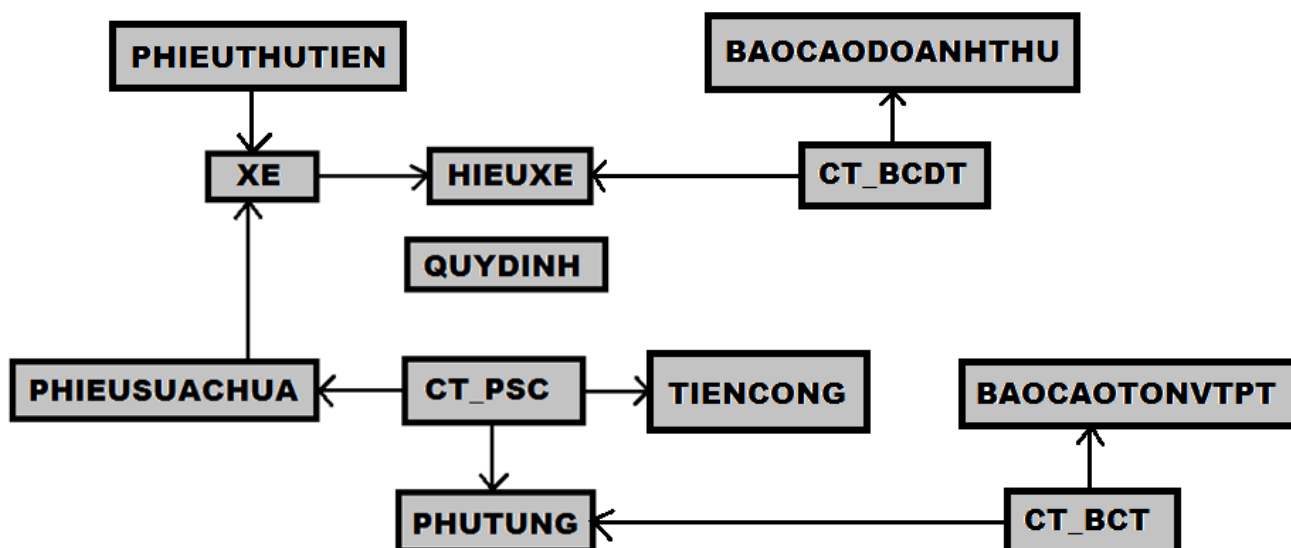 PHIEUTHUTIEN
BAOCAODOANHTHU
XE
HIEUXE
CT_BCDT
QUYDINH
PHIEUSUACHUA
CT_PSC
TIENCONG
BAOCAOTONVTPT
PHUTUNG
CT_BCT